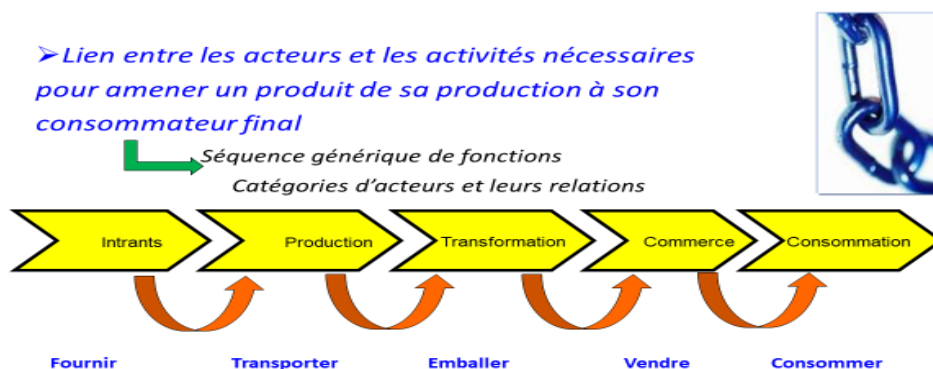 ➢Lien entre les acteurs et les activités nécessaires
pour amener un produit de sa production à son
consommateur final
Séquence générique de fonctions
Catégories d’acteurs et leurs relations
Intrants
Production
Transformation
Commerce
Consommation
Fournir
Transporter
Emballer
Vendre
Consommer